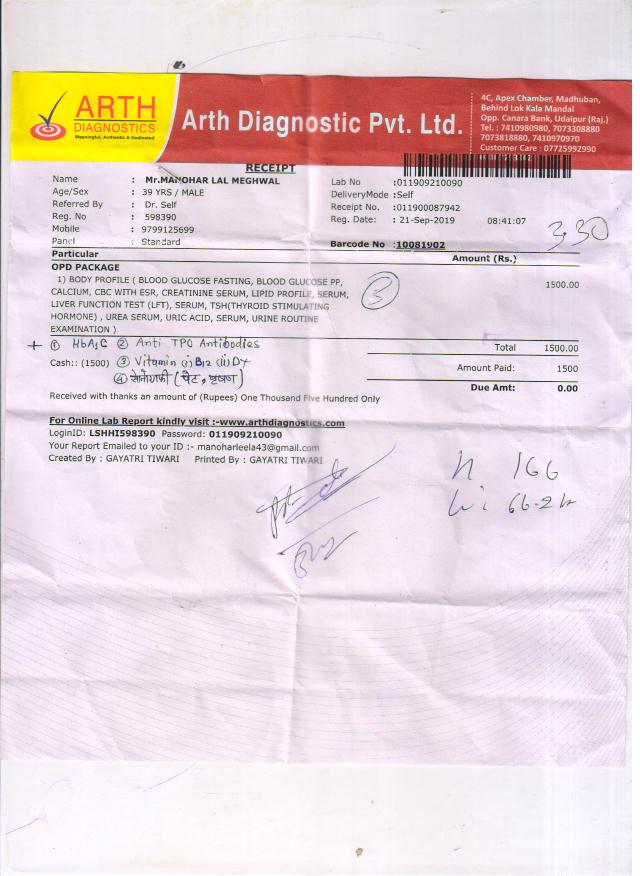 ARTH
DIAGNOSTICS
Meaningful, Authentic & Dedicated
Arth Diagnostic Pvt. Ltd.
4C, Apex Chamber, Madhuban,
Behind Lok Kala Mandal
Opp. Canara Bank, Udaipur (Raj.)
Tel. : 7410980980, 7073308880
7073818880, 7410970970
Customer Care : 07725992990
RECEIPT
Name : Mr.MANOHAR LAL MEGHWAL
Age/Sex : 39 YRS / MALE
Referred By : Dr. Self
Reg. No : 598390
Mobile : 9799125699
Panel : Standard
Lab No :011909210090
DeliveryMode :Self
Receipt No. :011900087942
Reg. Date: : 21-Sep-2019 08:41:07
Barcode No :10081902
3.30
Particular Amount (Rs.)
OPD PACKAGE
1) BODY PROFILE ( BLOOD GLUCOSE FASTING, BLOOD GLUCOSE PP, 1500.00
CALCIUM, CBC WITH ESR, CREATININE SERUM, LIPID PROFILE, SERUM,
LIVER FUNCTION TEST (LFT), SERUM, TSH(THYROID STIMULATING
HORMONE) , UREA SERUM, URIC ACID, SERUM, URINE ROUTINE
EXAMINATION )
3
+ ① HbA1C ② Anti TPO Antibodies
Total 1500.00
Cash:: (1500) ③ Vitamin (i) B12 (ii) D
Amount Paid: 1500
④ सोनोग्राफी (पेट, वृषण)
Due Amt: 0.00
Received with thanks an amount of (Rupees) One Thousand Five Hundred Only
For Online Lab Report kindly visit :-www.arthdiagnostics.com
LoginID: LSHHI598390 Password: 011909210090
Your Report Emailed to your ID :- manoharleela43@gmail.com
Created By : GAYATRI TIWARI Printed By : GAYATRI TIWARI
166